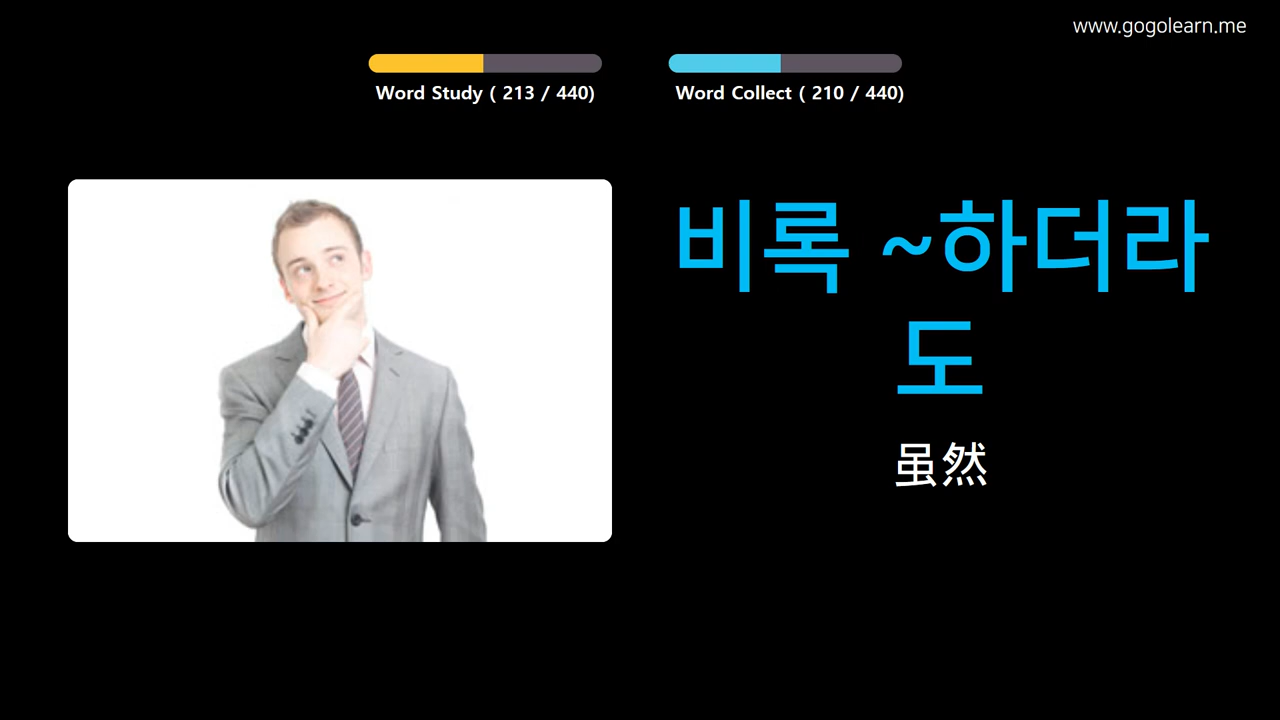 www.gogolearn.me
Word Study ( 213 / 440)
Word Collect ( 210 / 440)
비록 ~하더라
도
虽然